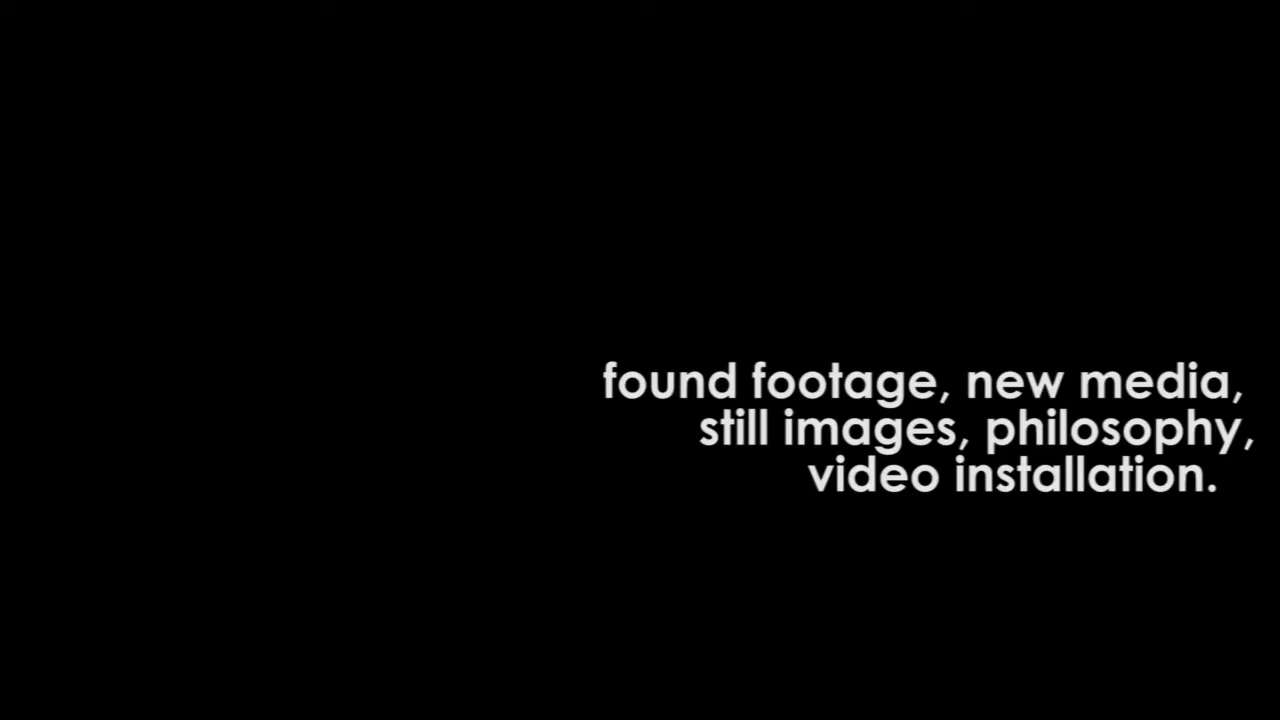 found footage, new media,
still images, philosophy,
video installation.